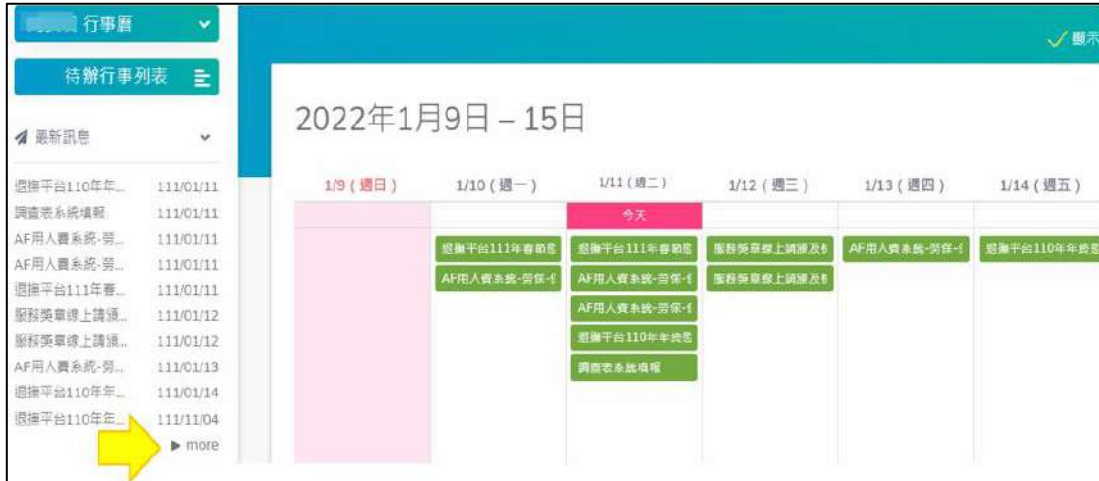 行事曆
待辦行事列表
最新訊息
退撫平台110年年... 111/01/11
調查表系統填報 111/01/11
AF用人費系統-勞... 111/01/11
AF用人費系統-勞... 111/01/11
退撫平台111年春... 111/01/11
服務獎章線上請頒... 111/01/12
服務獎章線上請頒... 111/01/12
AF用人費系統-勞... 111/01/13
退撫平台110年年... 111/01/14
退撫平台110年年... 111/11/04
▶ more
✓ 顯示
2022年1月9日 – 15日
1/9 ( 週日 ) 1/10 ( 週一 ) 1/11 ( 週二 ) 1/12 ( 週三 ) 1/13 ( 週四 ) 1/14 ( 週五 )
今天
退撫平台111年春節 退撫平台111年春節 服務獎章線上請頒及 AF用人費系統-勞保- 退撫平台110年年終
AF用人費系統-勞保- AF用人費系統-勞保- 服務獎章線上請頒及
AF用人費系統-勞保-
退撫平台110年年終
調查表系統填報